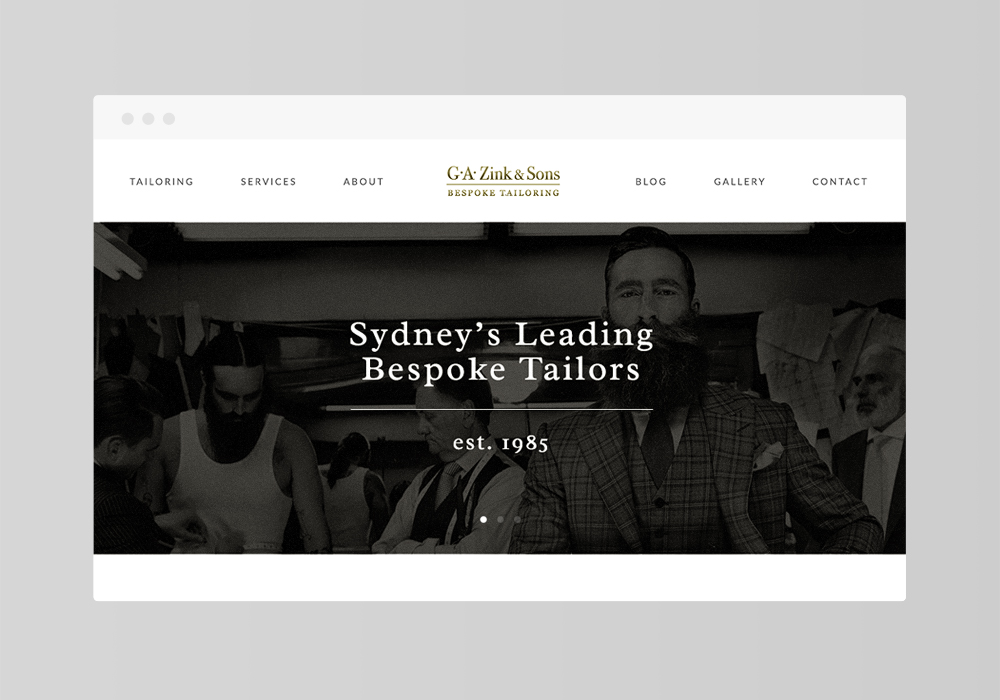 TAILORING SERVICES ABOUT
G·A· Zink & Sons
BESPOKE TAILORING
BLOG GALLERY CONTACT
Sydney’s Leading
Bespoke Tailors
est. 1985